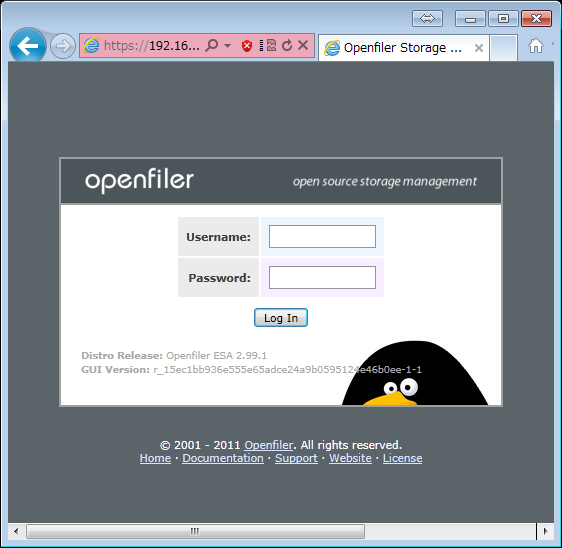 https://192.16...
Openfiler Storage ...
openfiler
open source storage management
Username:
Password:
Log In
Distro Release: Openfiler ESA 2.99.1
GUI Version: r_15ec1bb936e555e65adce24a9b0595124e46b0ee-1-1
© 2001 - 2011 Openfiler. All rights reserved.
Home · Documentation · Support · Website · License